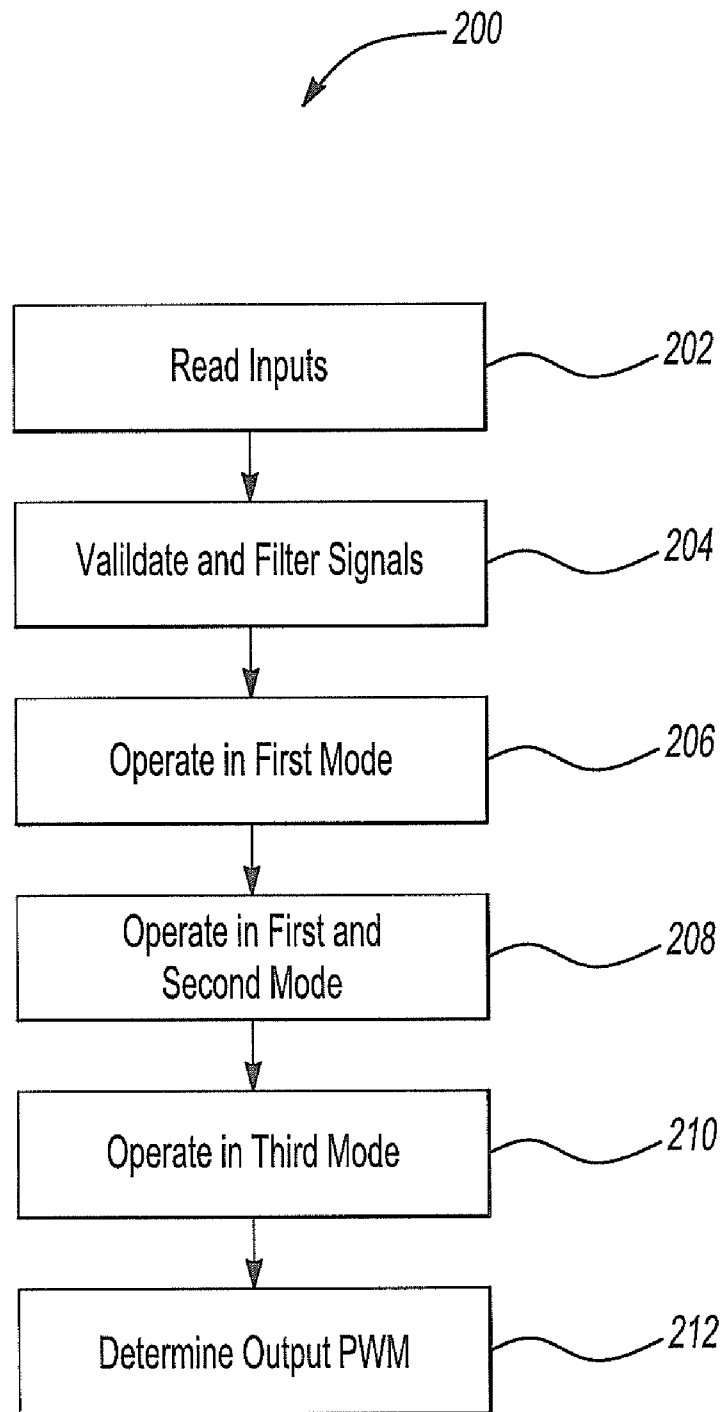 200
Read Inputs
202
Valildate and Filter Signals
204
Operate in First Mode
206
Operate in First and
Second Mode
208
Operate in Third Mode
210
Determine Output PWM
212